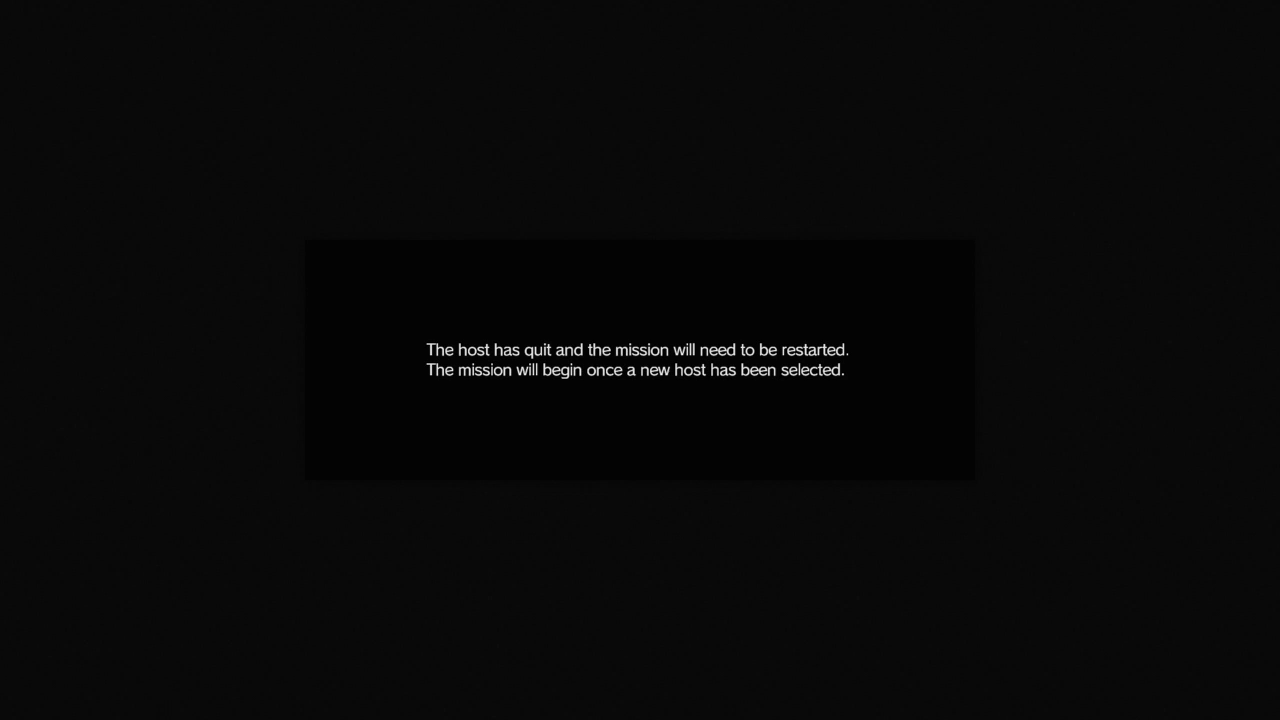 The host has quit and the mission will need to be restarted.
The mission will begin once a new host has been selected.